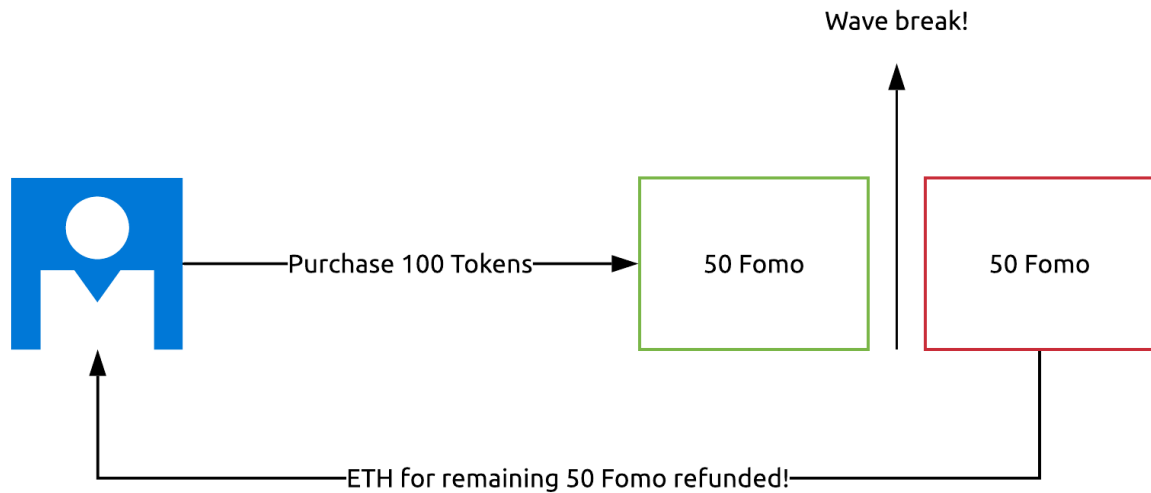 Wave break!
Purchase 100 Tokens
50 Fomo
50 Fomo
ETH for remaining 50 Fomo refunded!